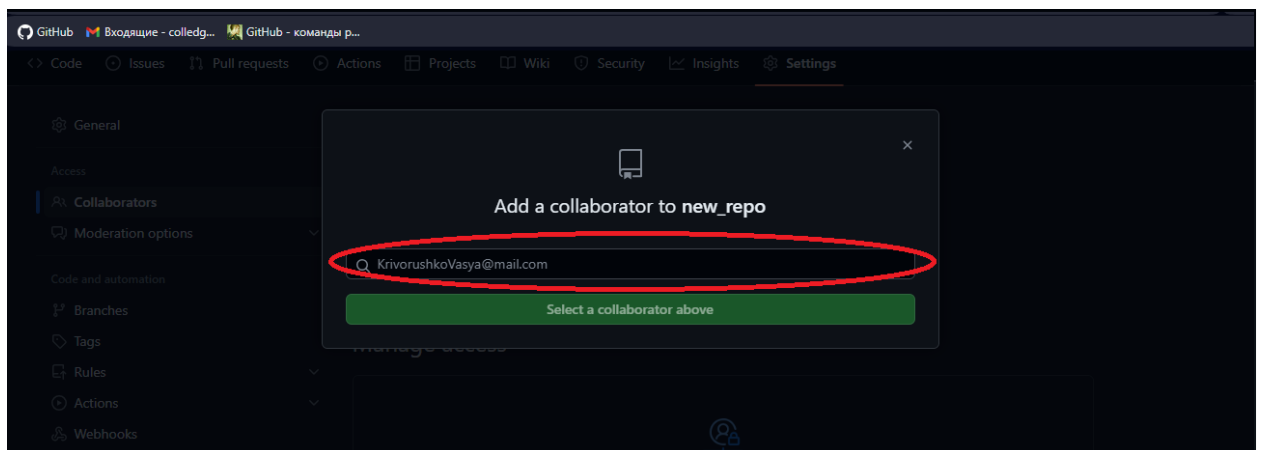 GitHub Входящие - colledg... GitHub - команды р...
Code Issues Pull requests Actions Projects Wiki Security Insights Settings
General
Access
Collaborators
Moderation options
Code and automation
Branches
Tags
Rules
Actions
Webhooks
Add a collaborator to new_repo
KrivorushkoVasya@mail.com
Select a collaborator above
Manage access